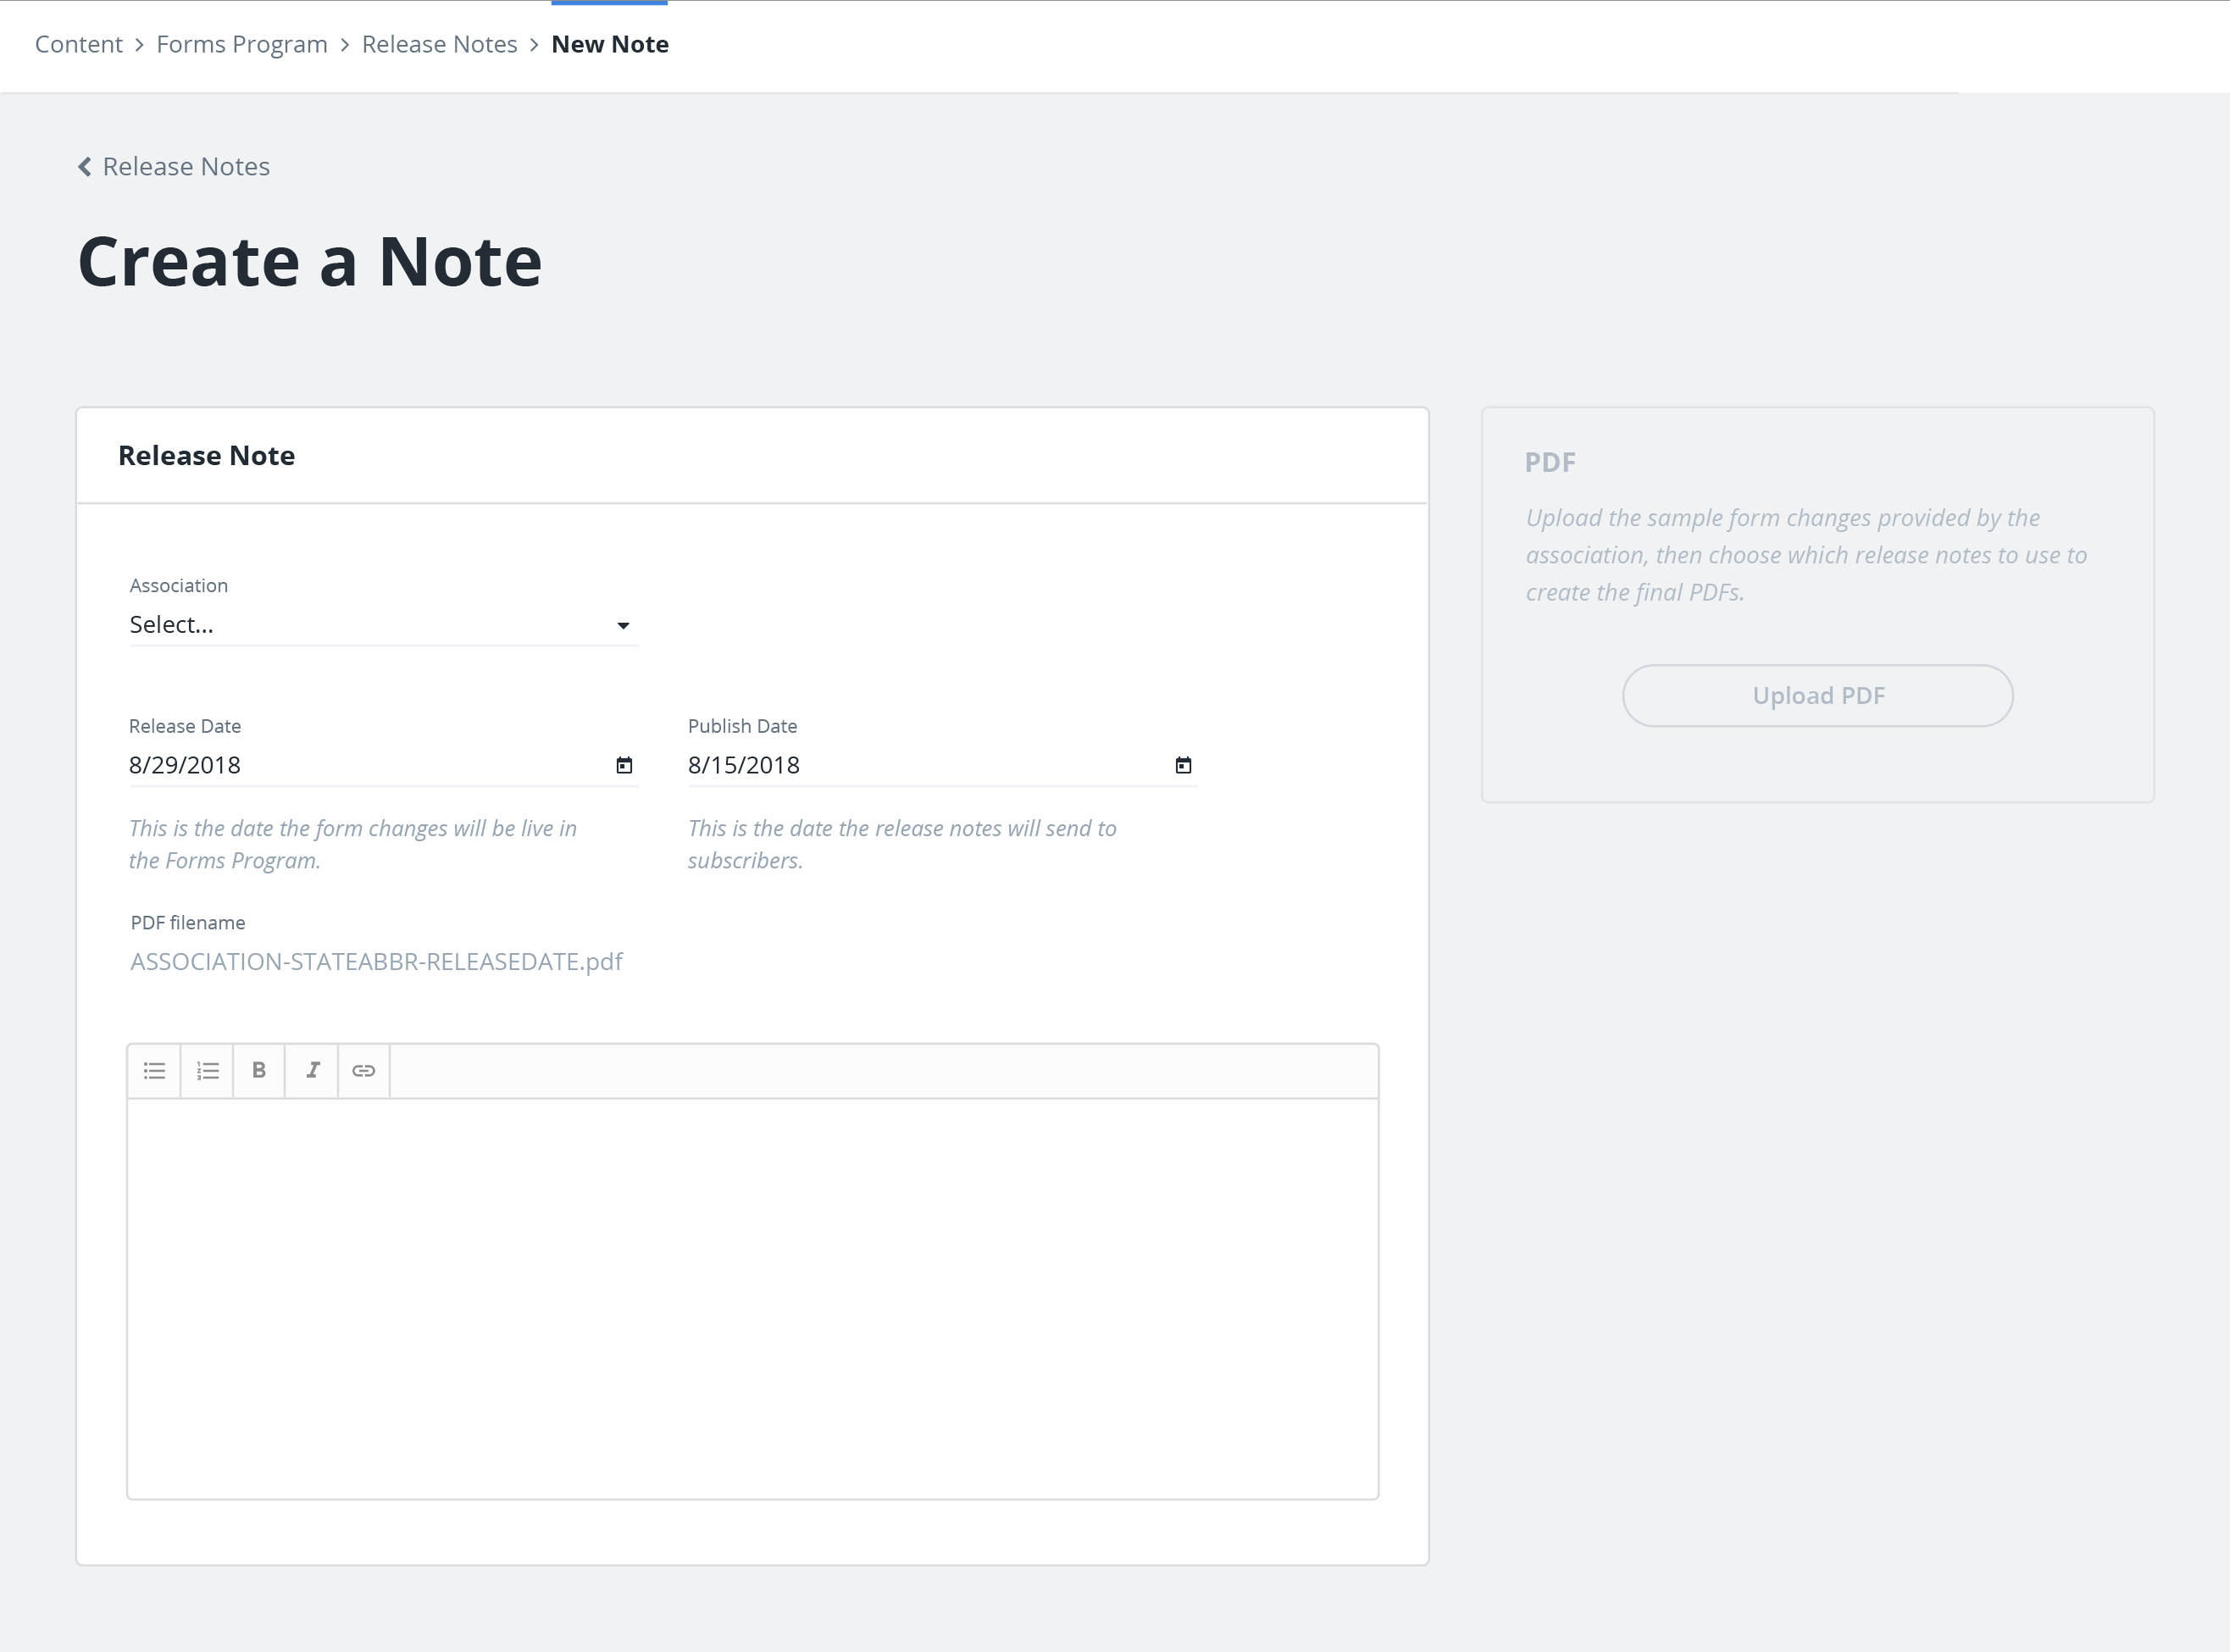 Content > Forms Program > Release Notes > New Note
Release Notes
Create a Note
Release Note
Association
Select...
Release Date
8/29/2018
This is the date the form changes will be live in
the Forms Program.
Publish Date
8/15/2018
This is the date the release notes will send to
subscribers.
PDF filename
ASSOCIATION-STATEABBR-RELEASEDATE.pdf
B I
PDF
Upload the sample form changes provided by the
association, then choose which release notes to use to
create the final PDFs.
Upload PDF